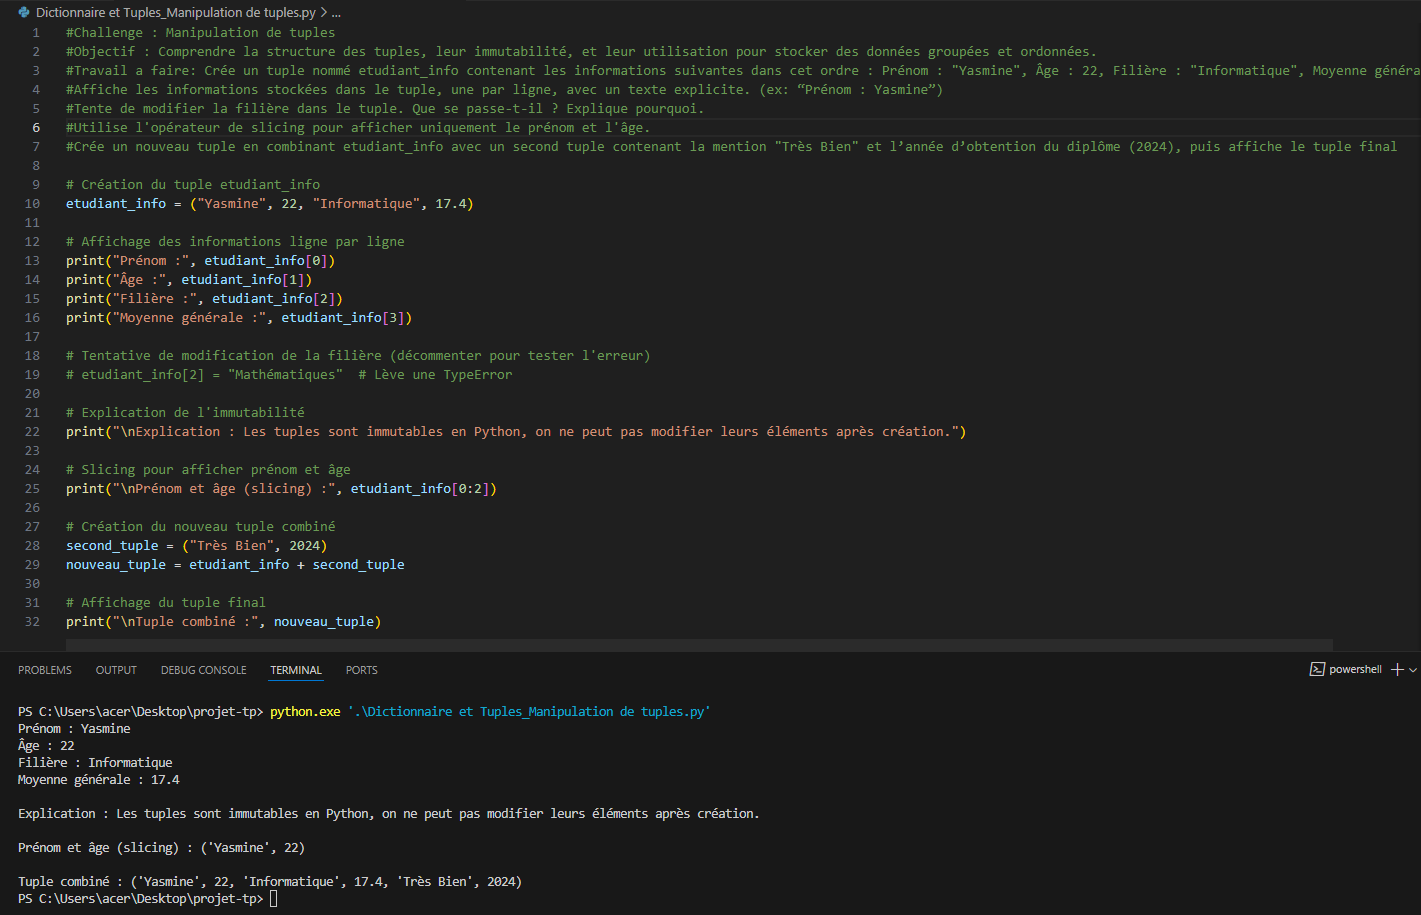 Dictionnaire et Tuples_Manipulation de tuples.py > ...
1 #Challenge : Manipulation de tuples
2 #Objectif : Comprendre la structure des tuples, leur immutabilité, et leur utilisation pour stocker des données groupées et ordonnées.
3 #Travail a faire: Crée un tuple nommé etudiant_info contenant les informations suivantes dans cet ordre : Prénom : "Yasmine", Âge : 22, Filière : "Informatique", Moyenne généra
4 #Affiche les informations stockées dans le tuple, une par ligne, avec un texte explicite. (ex: “Prénom : Yasmine”)
5 #Tente de modifier la filière dans le tuple. Que se passe-t-il ? Explique pourquoi.
6 #Utilise l'opérateur de slicing pour afficher uniquement le prénom et l'âge.
7 #Crée un nouveau tuple en combinant etudiant_info avec un second tuple contenant la mention "Très Bien" et l’année d’obtention du diplôme (2024), puis affiche le tuple final
8
9 # Création du tuple etudiant_info
10 etudiant_info = ("Yasmine", 22, "Informatique", 17.4)
11
12 # Affichage des informations ligne par ligne
13 print("Prénom :", etudiant_info[0])
14 print("Âge :", etudiant_info[1])
15 print("Filière :", etudiant_info[2])
16 print("Moyenne générale :", etudiant_info[3])
17
18 # Tentative de modification de la filière (décommenter pour tester l'erreur)
19 # etudiant_info[2] = "Mathématiques"  # Lève une TypeError
20
21 # Explication de l'immutabilité
22 print("\nExplication : Les tuples sont immutables en Python, on ne peut pas modifier leurs éléments après création.")
23
24 # Slicing pour afficher prénom et âge
25 print("\nPrénom et âge (slicing) :", etudiant_info[0:2])
26
27 # Création du nouveau tuple combiné
28 second_tuple = ("Très Bien", 2024)
29 nouveau_tuple = etudiant_info + second_tuple
30
31 # Affichage du tuple final
32 print("\nTuple combiné :", nouveau_tuple)
PROBLEMS OUTPUT DEBUG CONSOLE TERMINAL PORTS powershell
PS C:\Users\acer\Desktop\projet-tp> python.exe '.\Dictionnaire et Tuples_Manipulation de tuples.py'
Prénom : Yasmine
Âge : 22
Filière : Informatique
Moyenne générale : 17.4
Explication : Les tuples sont immutables en Python, on ne peut pas modifier leurs éléments après création.
Prénom et âge (slicing) : ('Yasmine', 22)
Tuple combiné : ('Yasmine', 22, 'Informatique', 17.4, 'Très Bien', 2024)
PS C:\Users\acer\Desktop\projet-tp>